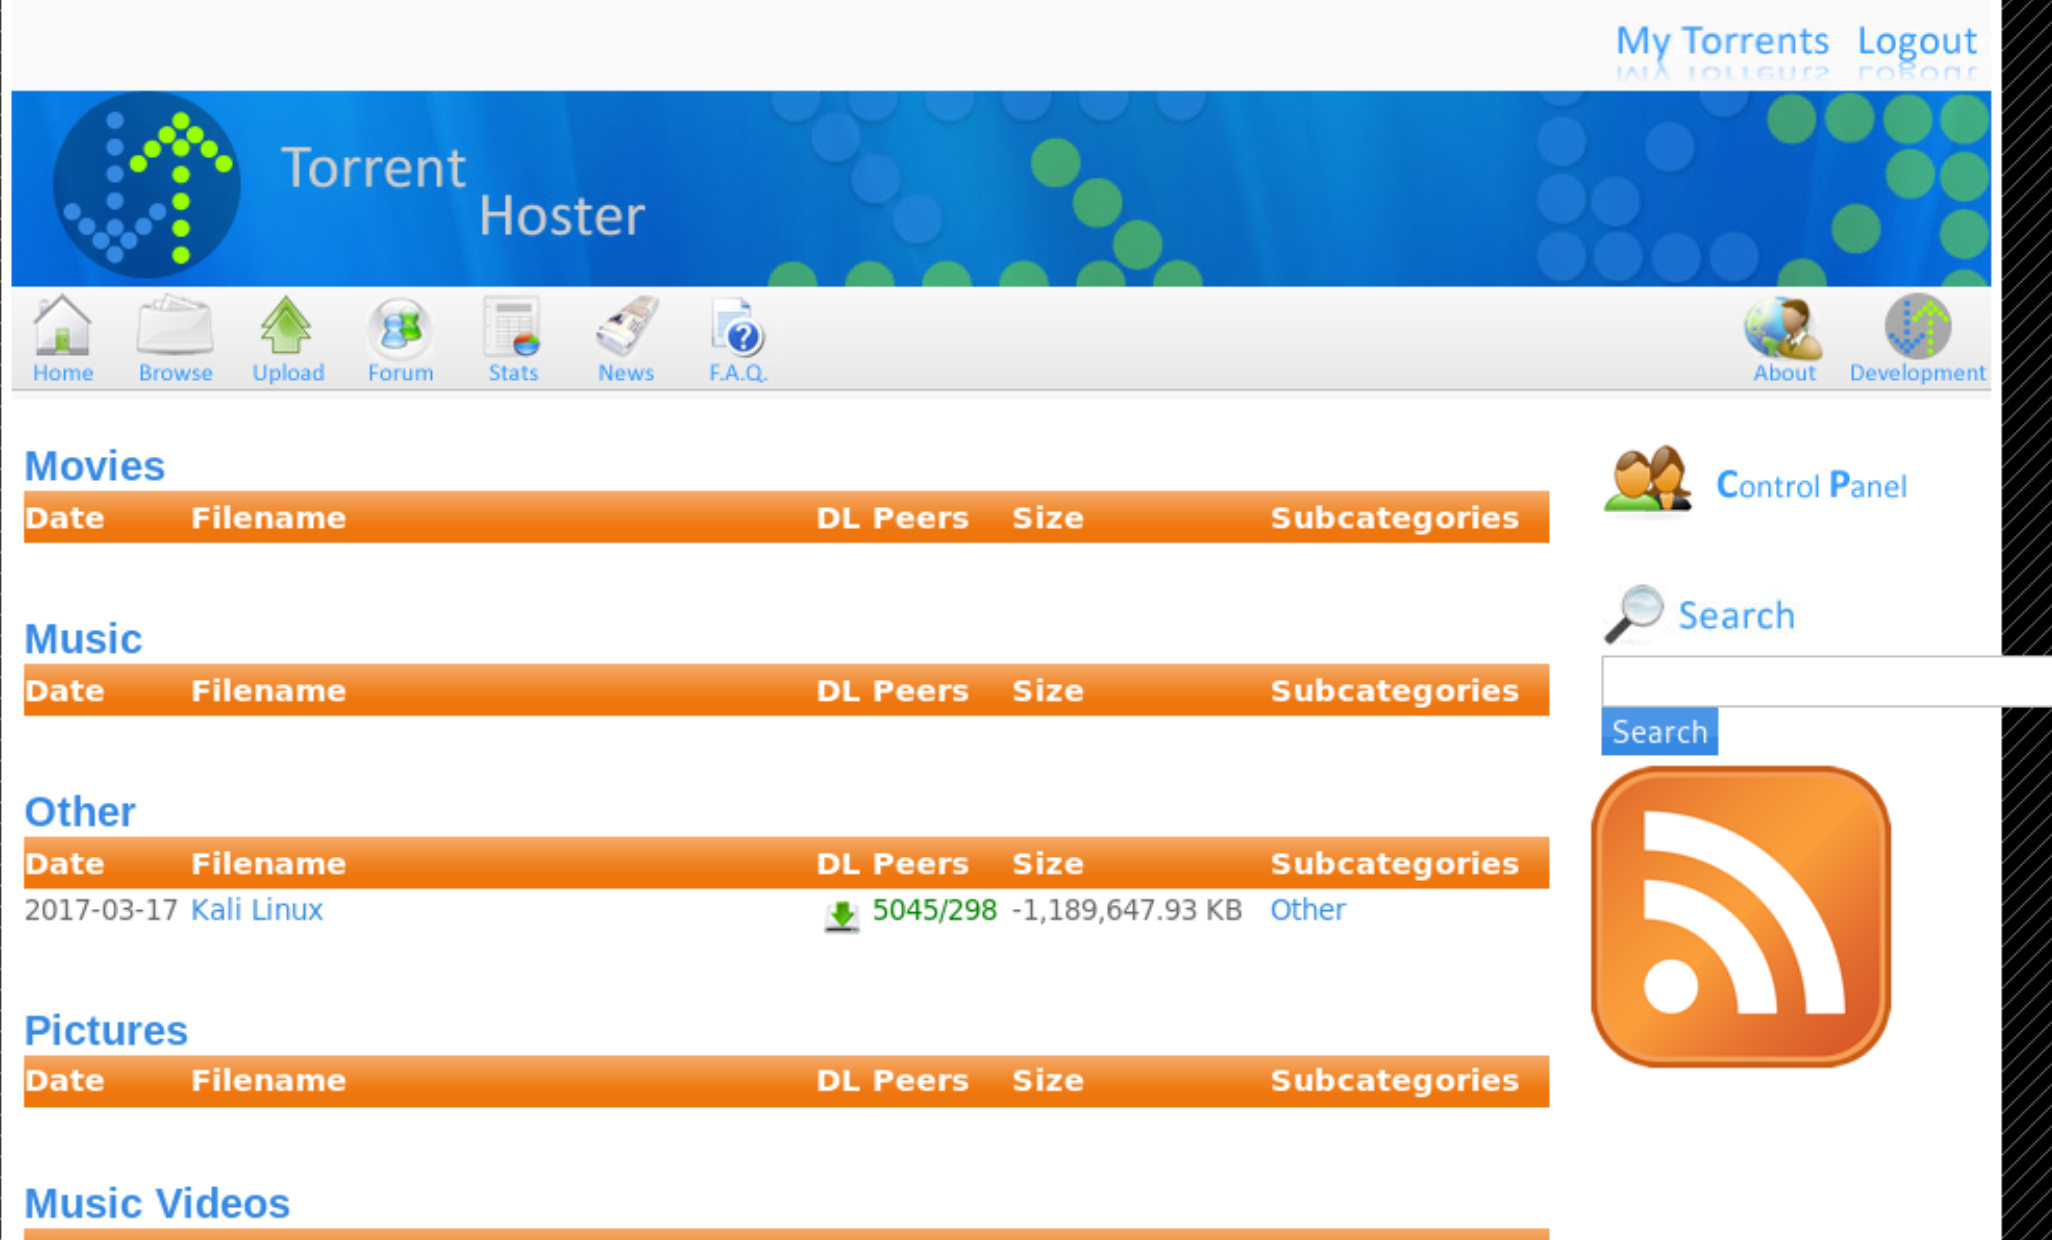 My Torrents Logout
Torrent
Hoster
Home Browse Upload Forum Stats News F.A.Q. About Development
Movies
Date Filename DL Peers Size Subcategories
Control Panel
Music
Date Filename DL Peers Size Subcategories
Search
Search
Other
Date Filename DL Peers Size Subcategories
2017-03-17 Kali Linux 5045/298 -1,189,647.93 KB Other
Pictures
Date Filename DL Peers Size Subcategories
Music Videos